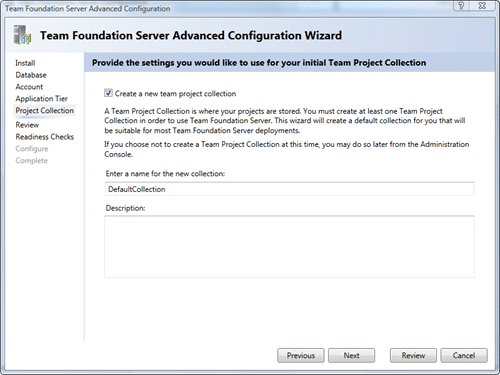 Team Foundation Server Advanced Configuration
?
Team Foundation Server Advanced Configuration Wizard
Install
Database
Account
Application Tier
Project Collection
Review
Readiness Checks
Configure
Complete
Provide the settings you would like to use for your initial Team Project Collection
Create a new team project collection
A Team Project Collection is where your projects are stored. You must create at least one Team Project
Collection in order to use Team Foundation Server. This wizard will create a default collection for you that will
be suitable for most Team Foundation Server deployments.
If you choose not to create a Team Project Collection at this time, you may do so later from the Administration
Console.
Enter a name for the new collection:
DefaultCollection
Description:
Previous Next Review Cancel